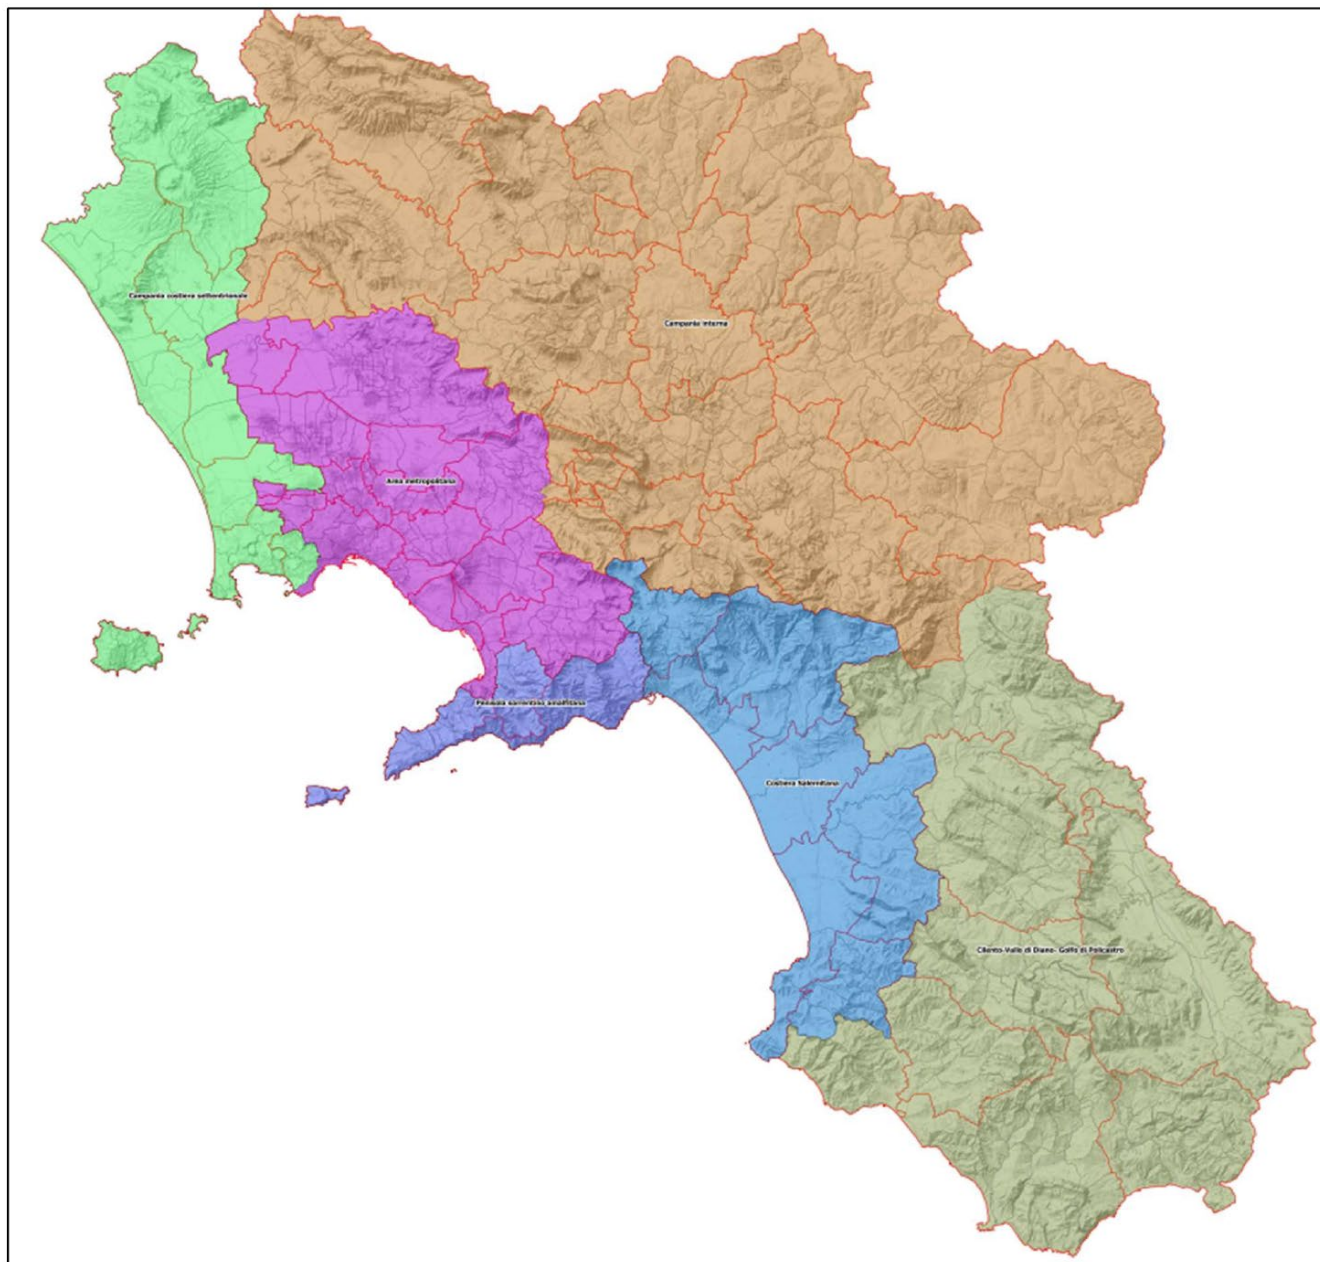 Campania costiera settentrionale
Campania interna
Area metropolitana
Penisola sorrentino amalfitana
Costiera Salernitana
Cilento-Vallo di Diano- Golfo di Policastro